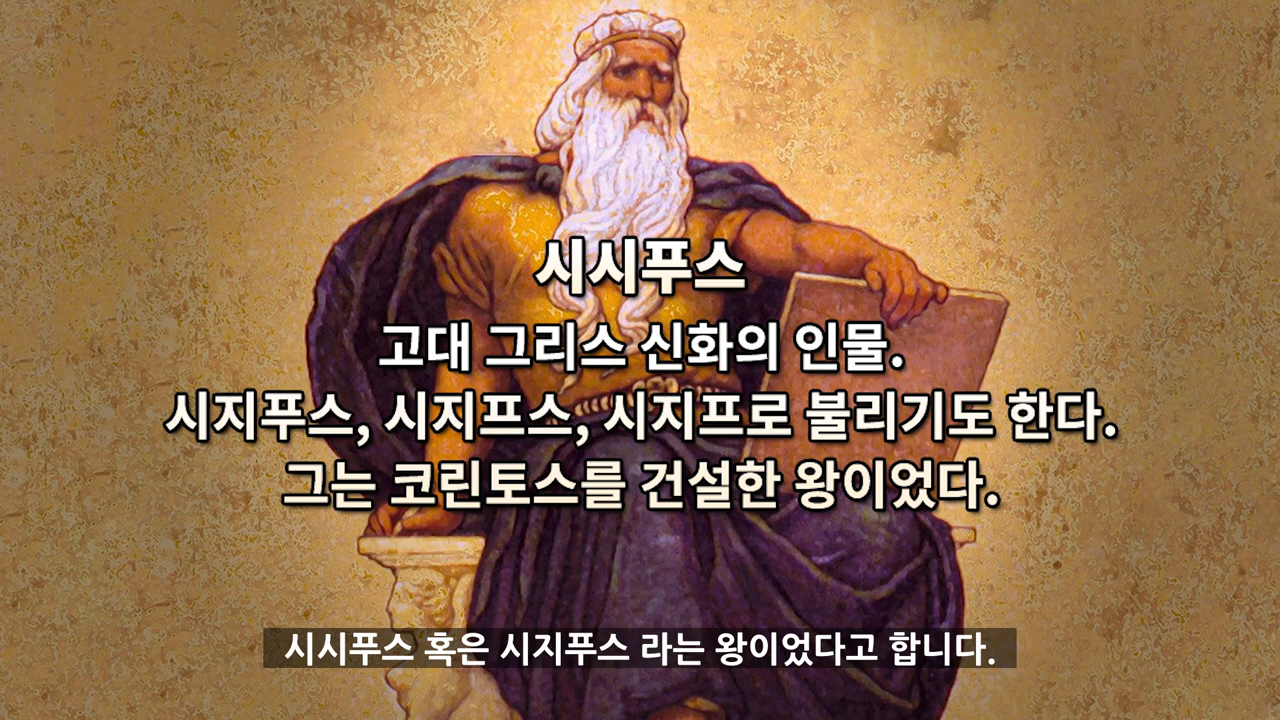 시시푸스
고대 그리스 신화의 인물.
시지푸스, 시지프스, 시지프로 불리기도 한다.
그는 코린토스를 건설한 왕이었다.
시시푸스 혹은 시지푸스 라는 왕이었다고 합니다.